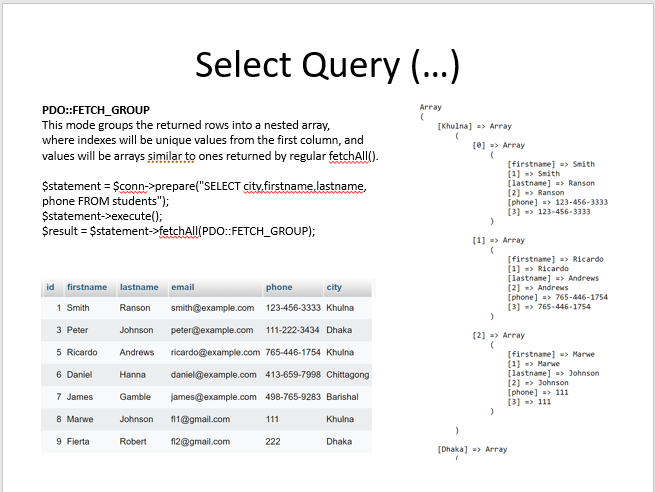 Select Query (…)
PDO::FETCH_GROUP
This mode groups the returned rows into a nested array,
where indexes will be unique values from the first column, and
values will be arrays similar to ones returned by regular fetchAll().
$statement = $conn->prepare("SELECT city,firstname,lastname,
phone FROM students");
$statement->execute();
$result = $statement->fetchAll(PDO::FETCH_GROUP);
id firstname lastname email phone city
1 Smith Ranson smith@example.com 123-456-3333 Khulna
3 Peter Johnson peter@example.com 111-222-3434 Dhaka
5 Ricardo Andrews ricardo@example.com 765-446-1754 Khulna
6 Daniel Hanna daniel@example.com 413-659-7998 Chittagong
7 James Gamble james@example.com 498-765-9283 Barishal
8 Marwe Johnson fl1@gmail.com 111 Khulna
9 Fierta Robert fl2@gmail.com 222 Dhaka
Array
(
[Khulna] => Array
(
[0] => Array
(
[firstname] => Smith
[1] => Smith
[lastname] => Ranson
[2] => Ranson
[phone] => 123-456-3333
[3] => 123-456-3333
)
[1] => Array
(
[firstname] => Ricardo
[1] => Ricardo
[lastname] => Andrews
[2] => Andrews
[phone] => 765-446-1754
[3] => 765-446-1754
)
[2] => Array
(
[firstname] => Marwe
[1] => Marwe
[lastname] => Johnson
[2] => Johnson
[phone] => 111
[3] => 111
)
)
[Dhaka] => Array
(